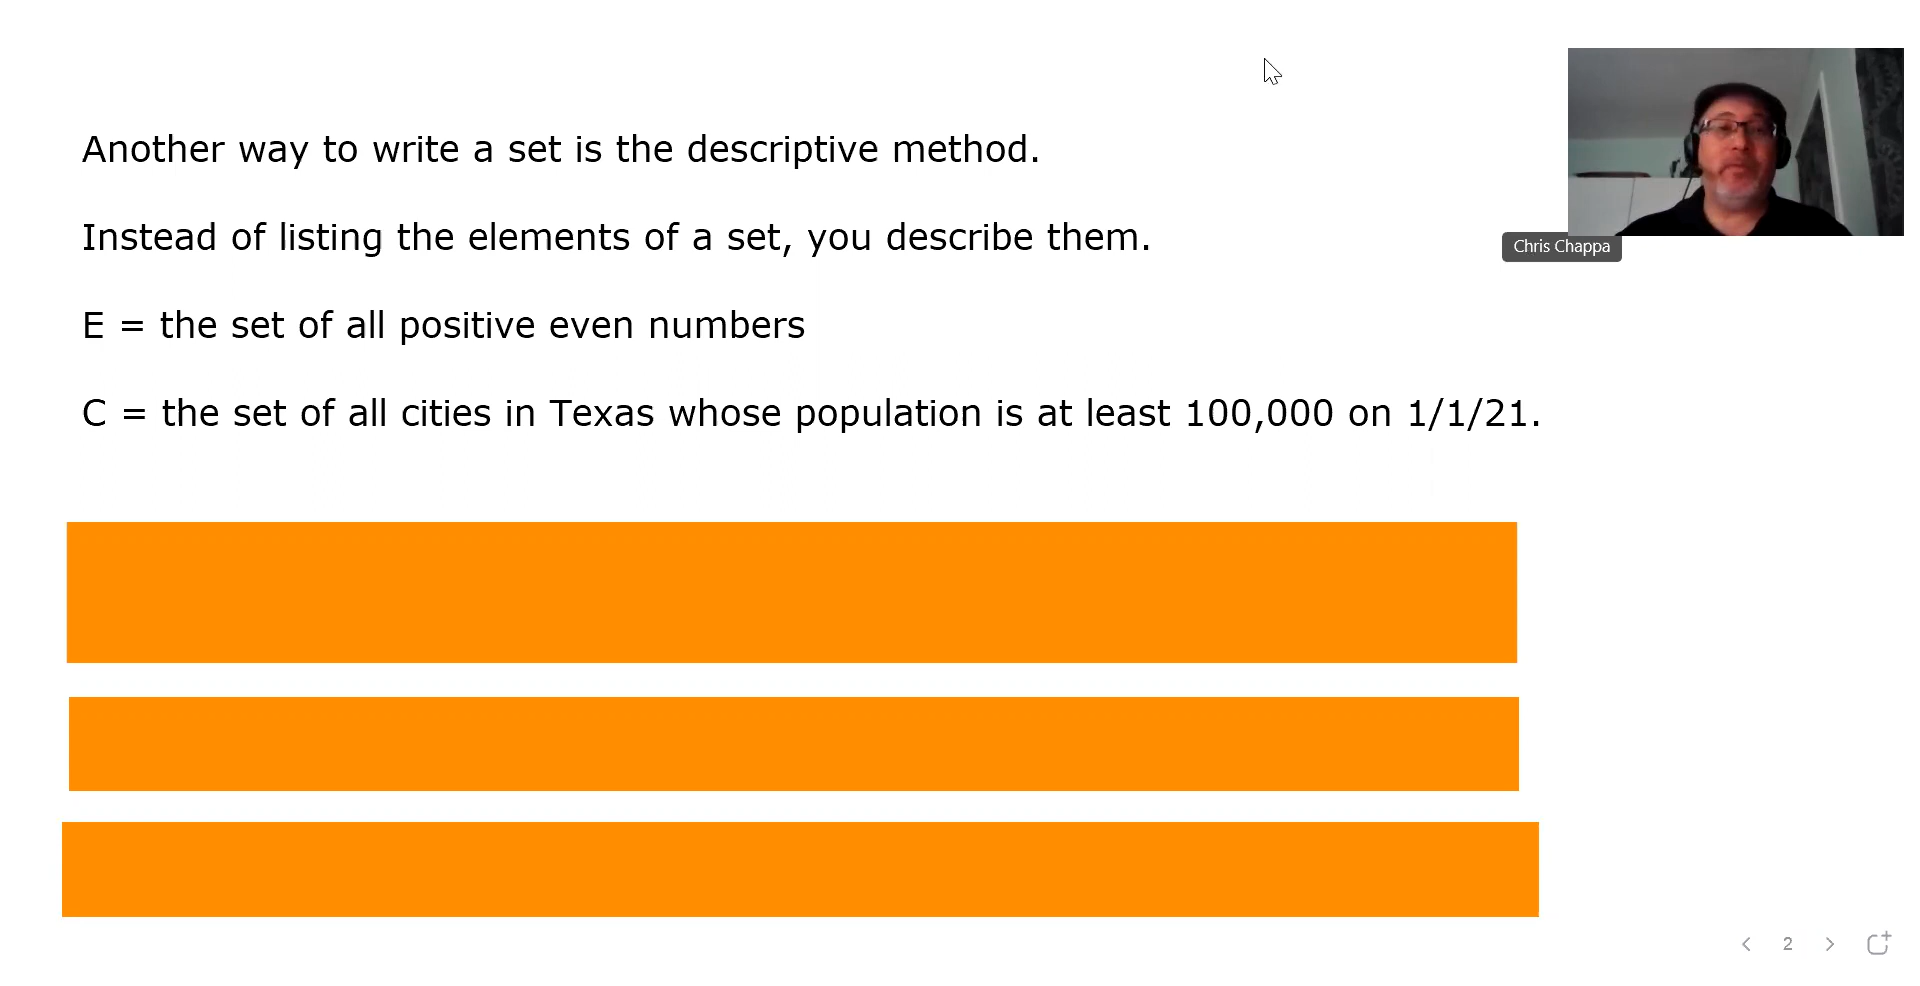 Another way to write a set is the descriptive method.
Instead of listing the elements of a set, you describe them.
Chris Chappa
E = the set of all positive even numbers
C = the set of all cities in Texas whose population is at least 100,000 on 1/1/21.
2